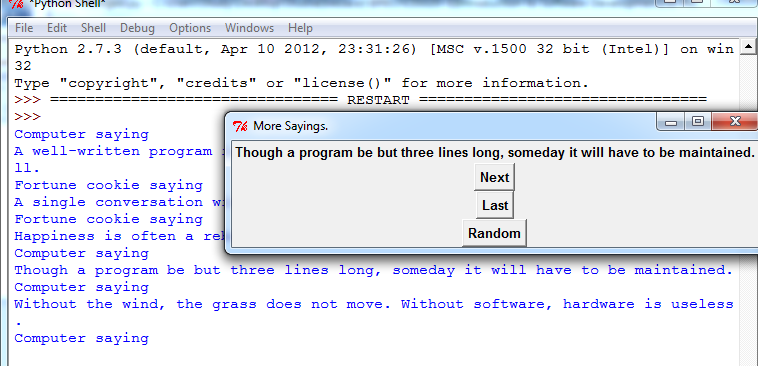 *Python Shell*
File Edit Shell Debug Options Windows Help
Python 2.7.3 (default, Apr 10 2012, 23:31:26) [MSC v.1500 32 bit (Intel)] on win
32
Type "copyright", "credits" or "license()" for more information.
>>> ================================ RESTART ================================
>>>
Computer saying
A well-written program
ll.
Fortune cookie saying
A single conversation
Fortune cookie saying
Happiness is often a
Computer saying
Though a program be but three lines long, someday it will have to be maintained.
Computer saying
Without the wind, the grass does not move. Without software, hardware is useless
.
Computer saying
More Sayings.
Though a program be but three lines long, someday it will have to be maintained.
Next
Last
Random